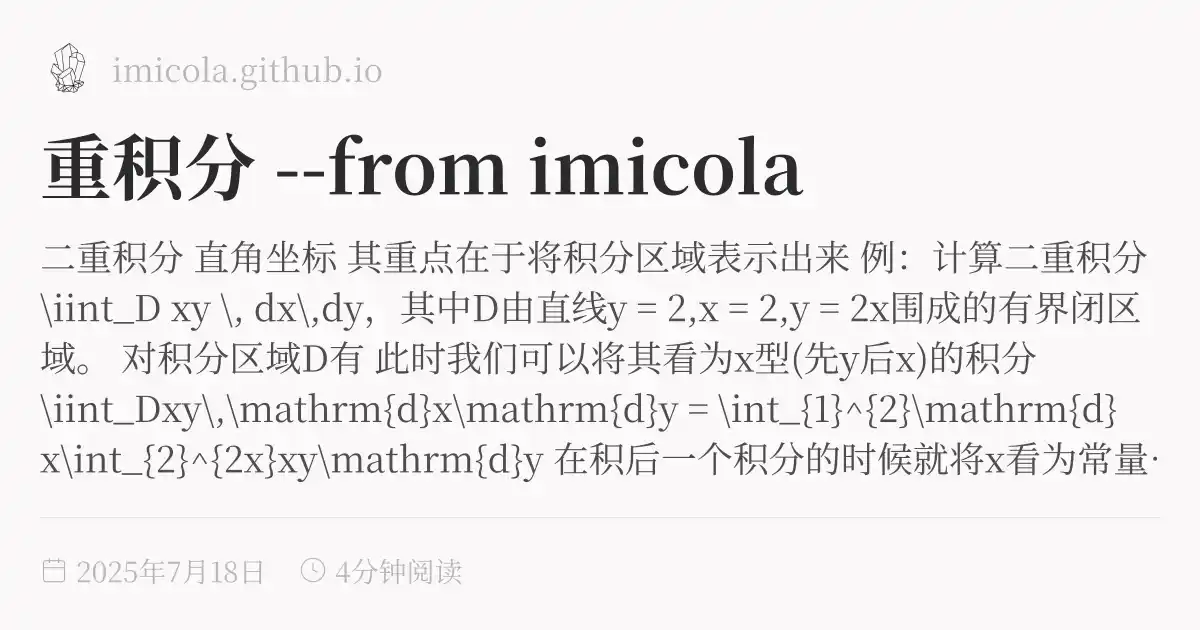 imicola.github.io
重积分 --from imicola
二重积分 直角坐标 其重点在于将积分区域表示出来 例：计算二重积分
\iint_D xy \, dx\,dy，其中D由直线y = 2,x = 2,y = 2x围成的有界闭区
域。 对积分区域D有 此时我们可以将其看为x型(先y后x)的积分
\iint_Dxy\,\mathrm{d}x\mathrm{d}y = \int_{1}^{2}\mathrm{d}
x\int_{2}^{2x}xy\mathrm{d}y 在积后一个积分的时候就将x看为常量·
2025年7月18日 4分钟阅读